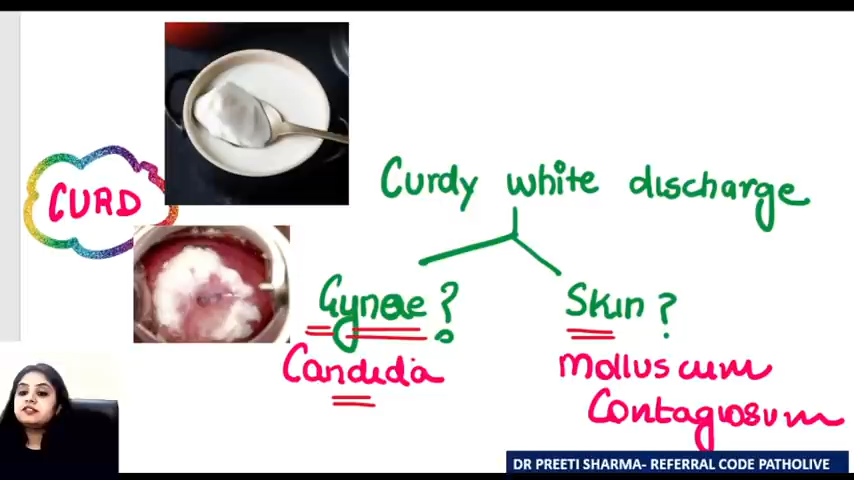 CURD
Curdy white discharge
Gynae?
Skin?
Candida
Molluscum
Contagiosum
DR PREETI SHARMA- REFERRAL CODE PATHOLIVE